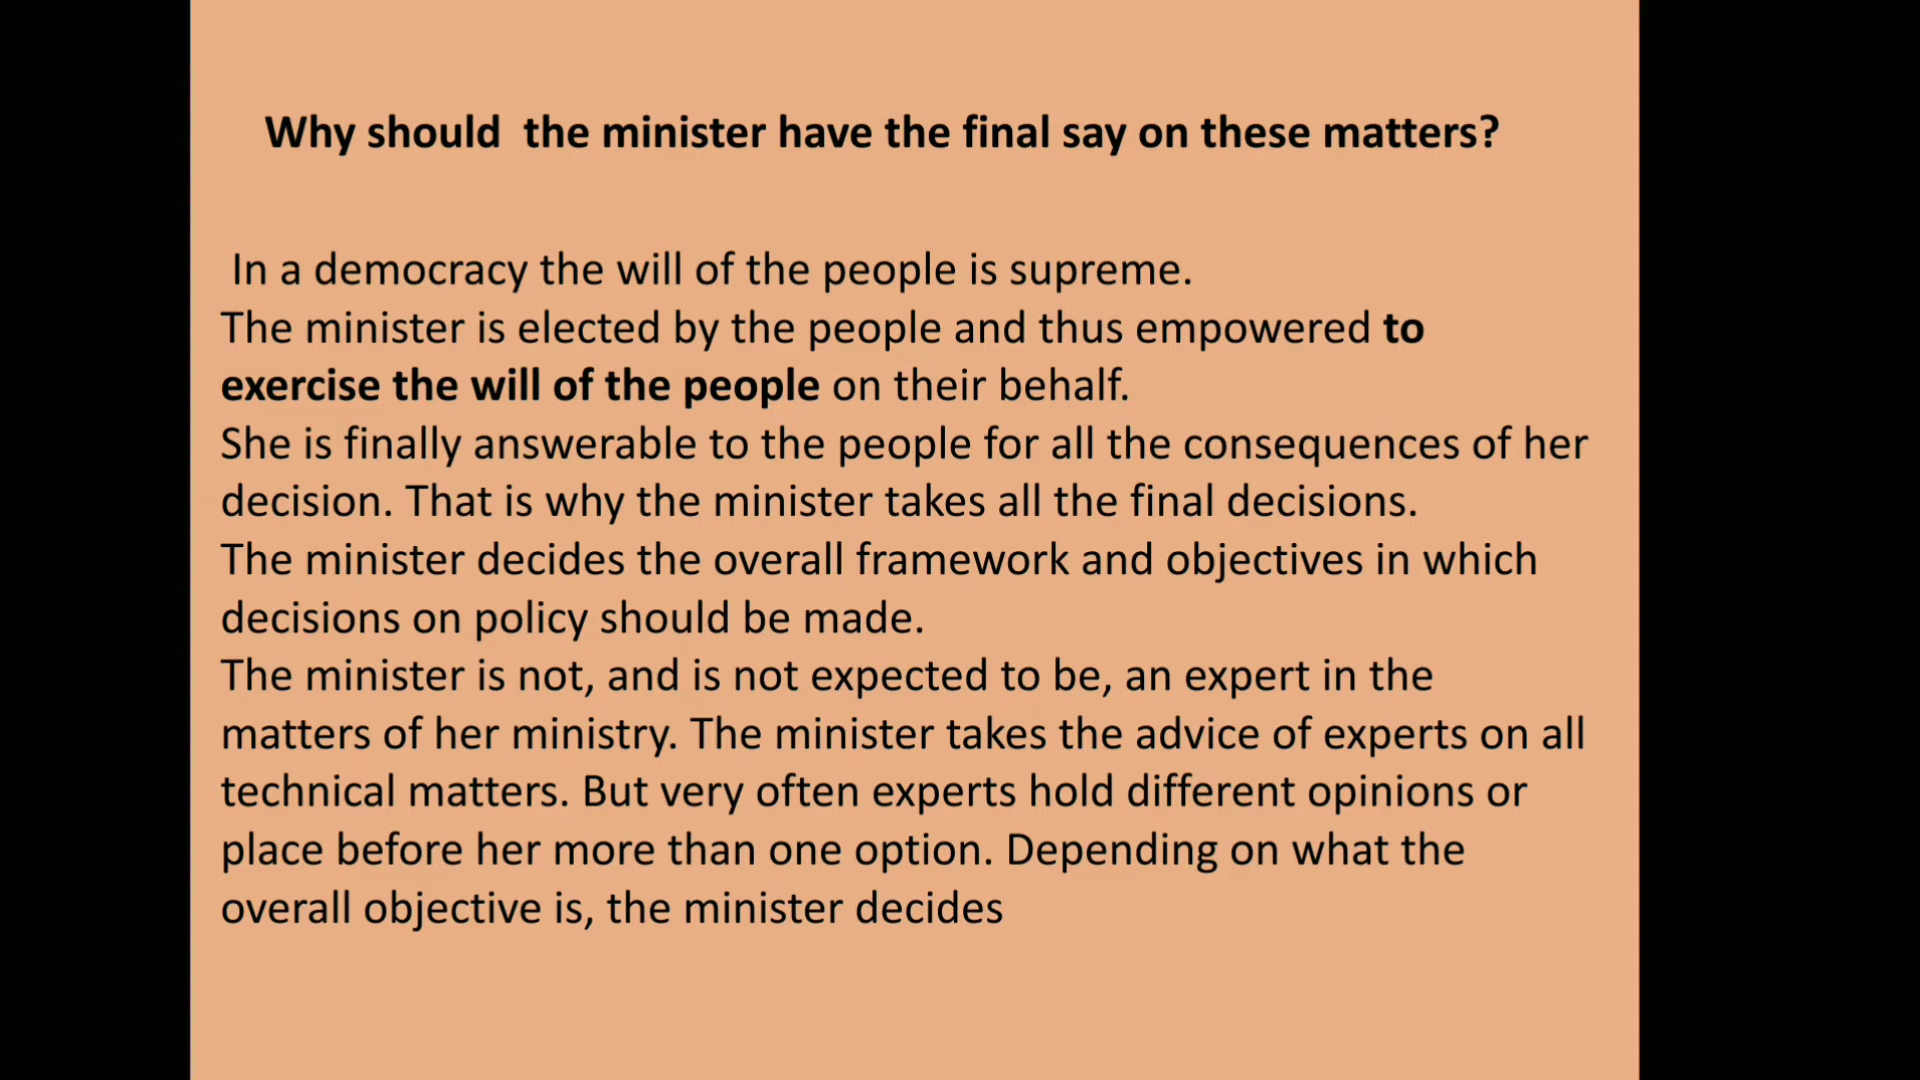 Why should  the minister have the final say on these matters?
In a democracy the will of the people is supreme.
The minister is elected by the people and thus empowered to
exercise the will of the people on their behalf.
She is finally answerable to the people for all the consequences of her
decision. That is why the minister takes all the final decisions.
The minister decides the overall framework and objectives in which
decisions on policy should be made.
The minister is not, and is not expected to be, an expert in the
matters of her ministry. The minister takes the advice of experts on all
technical matters. But very often experts hold different opinions or
place before her more than one option. Depending on what the
overall objective is, the minister decides